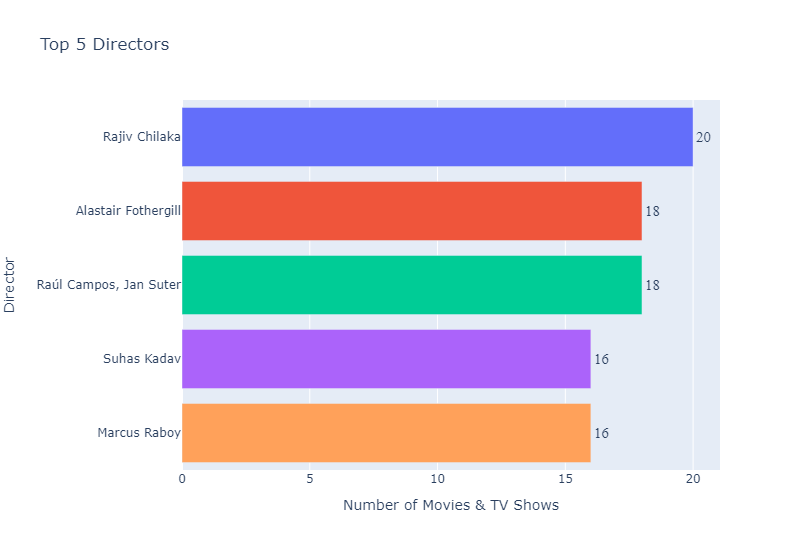 Top 5 Directors
Director
Rajiv Chilaka 20
Alastair Fothergill 18
Raúl Campos, Jan Suter 18
Suhas Kadav 16
Marcus Raboy 16
0 5 10 15 20
Number of Movies & TV Shows